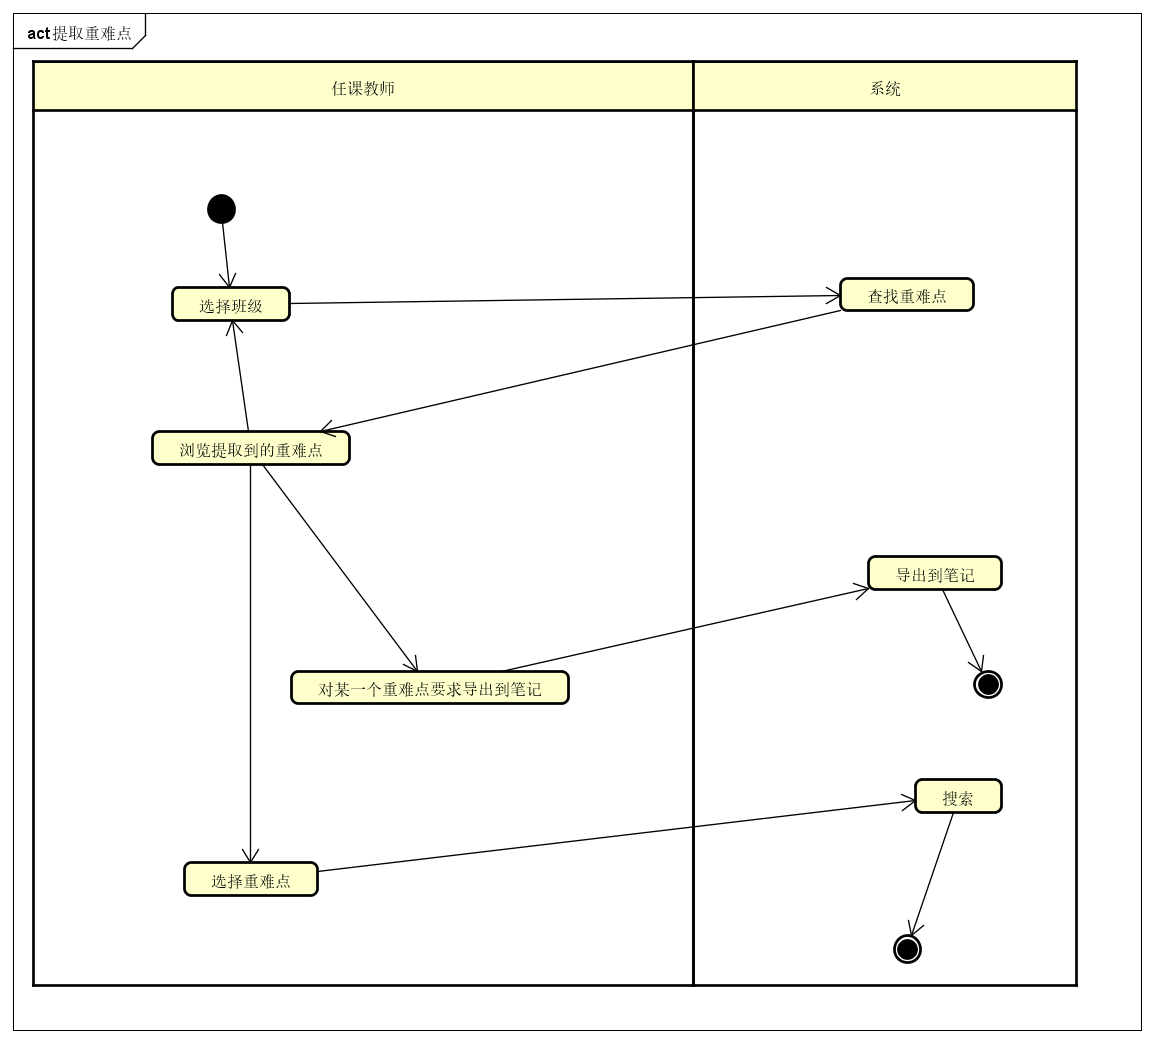 act 提取重难点
任课教师
系统
选择班级
查找重难点
浏览提取到的重难点
导出到笔记
对某一个重难点要求导出到笔记
搜索
选择重难点